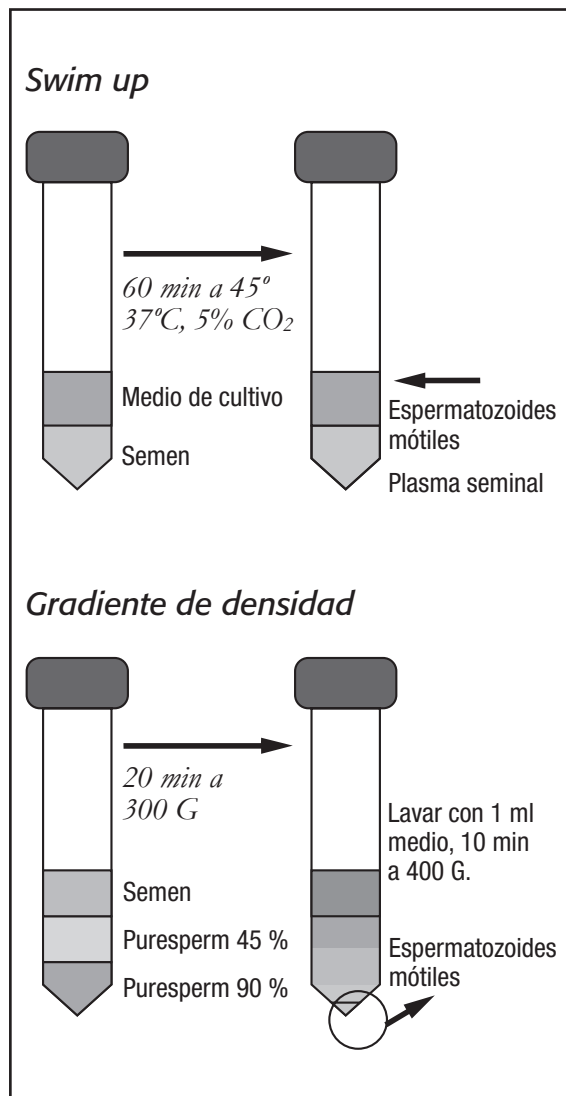 Swim up
60 min a 45º
37ºC, 5% CO2
Medio de cultivo
Semen
Espermatozoides
mótiles
Plasma seminal
Gradiente de densidad
20 min a
300 G
Semen
Puresperm 45 %
Puresperm 90 %
Lavar con 1 ml
medio, 10 min
a 400 G.
Espermatozoides
mótiles